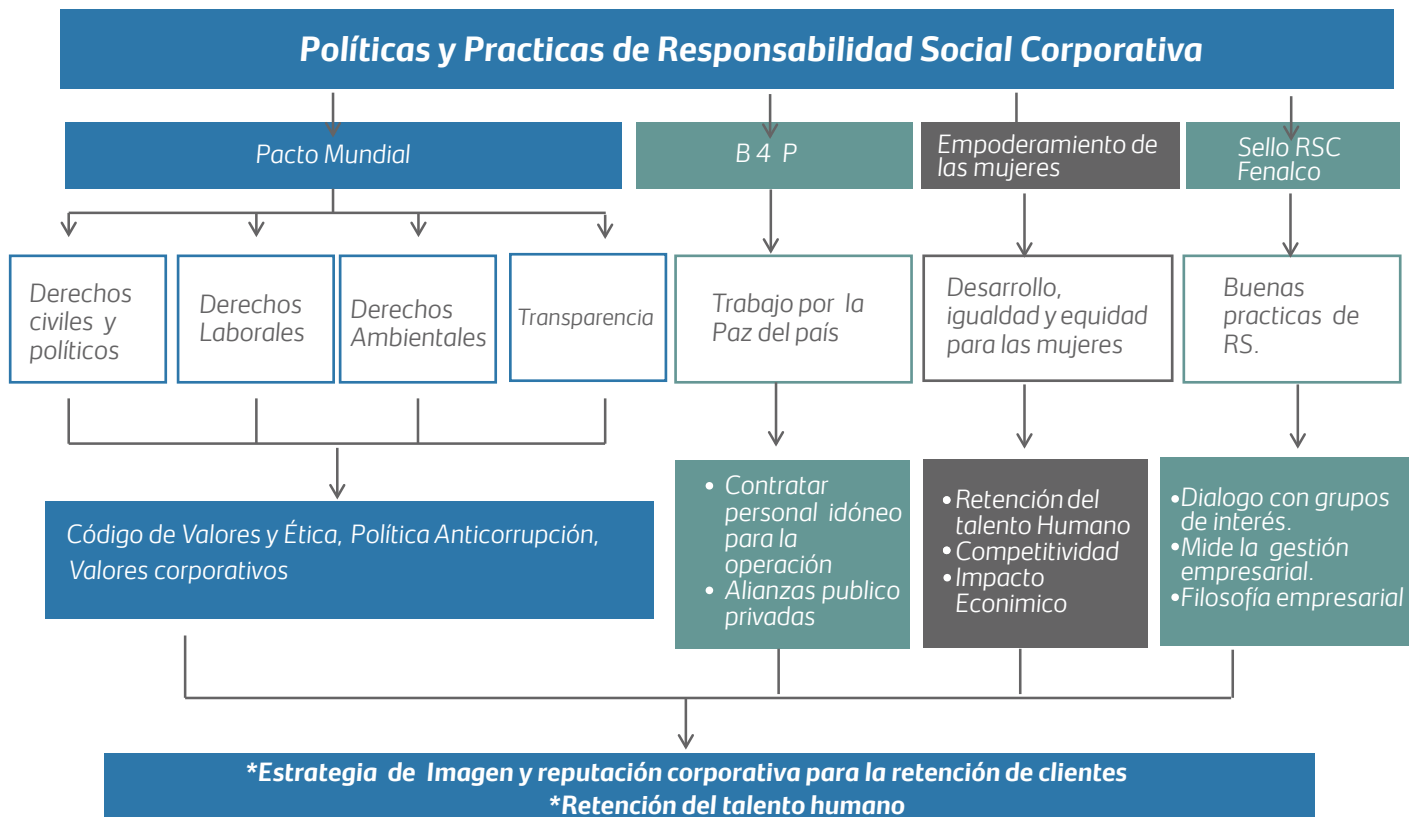 Políticas y Practicas de Responsabilidad Social Corporativa
Pacto Mundial
B 4 P
Empoderamiento de
las mujeres
Sello RSC
Fenalco
Derechos
civiles y
políticos
Derechos
Laborales
Derechos
Ambientales
Transparencia
Trabajo por la
Paz del país
Desarrollo,
igualdad y equidad
para las mujeres
Buenas
practicas de
RS.
Código de Valores y Ética, Política Anticorrupción,
Valores corporativos
• Contratar
personal idóneo
para la
operación
• Alianzas publico
privadas
•Retención del
talento Humano
•Competitividad
•Impacto
Econimico
•Dialogo con grupos
de interés.
•Mide la gestión
empresarial.
•Filosofía empresarial
*Estrategia de Imagen y reputación corporativa para la retención de clientes
*Retención del talento humano